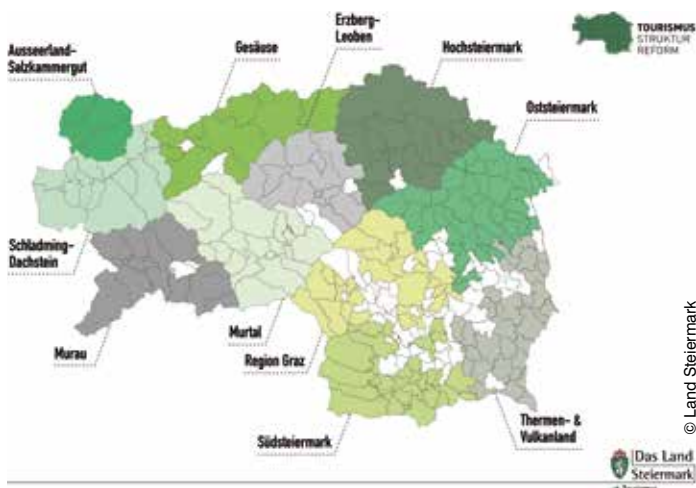 Ausseerland-
Salzkammergut
Gesäuse
Erzberg-
Leoben
Hochsteiermark
TOURISMUS
STRUKTUR
REFORM
Oststeiermark
Schladming-
Dachstein
Murau
Murtal
Region Graz
Südsteiermark
Thermen- &
Vulkanland
© Land Steiermark
Das Land
Steiermark